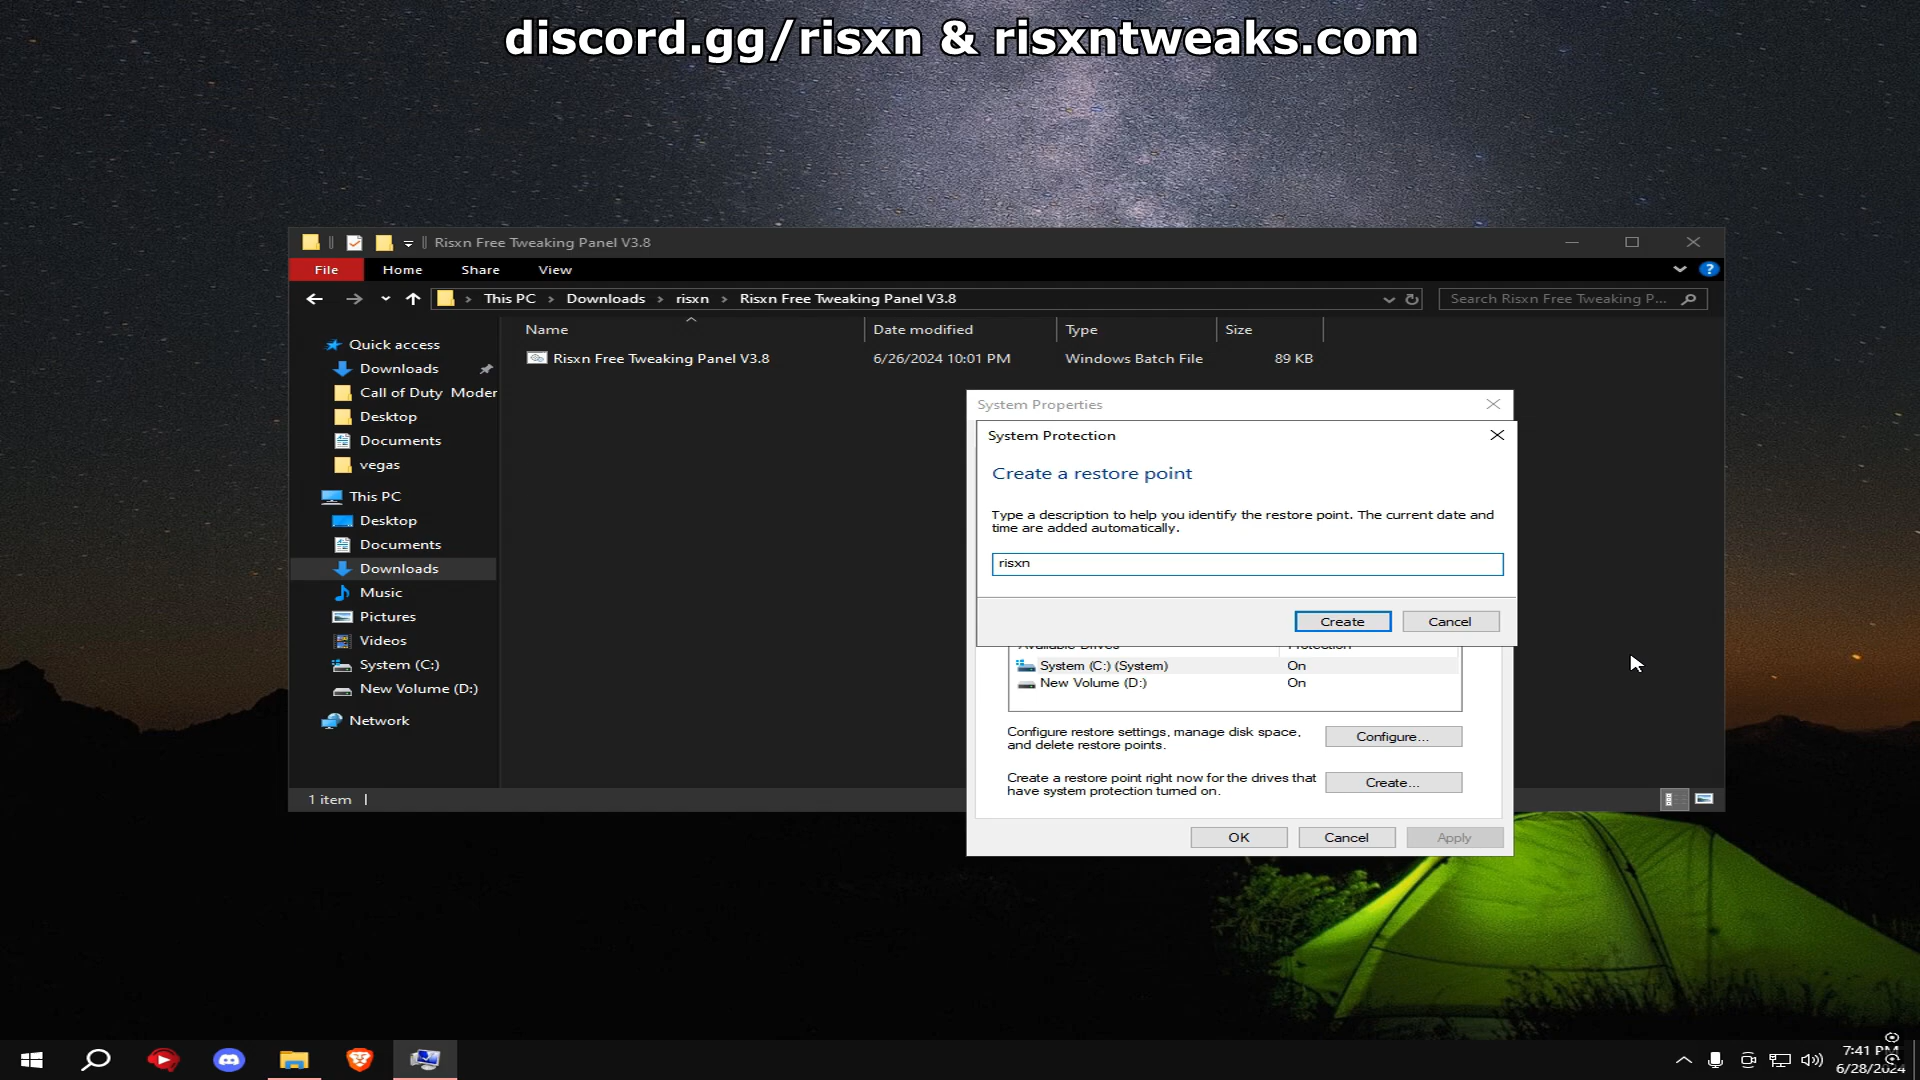 discord.gg/risxn & risxntweaks.com
Risxn Free Tweaking Panel V3.8
File Home Share View
This PC > Downloads > risxn > Risxn Free Tweaking Panel V3.8
Search Risxn Free Tweaking P...
Name Date modified Type Size
Risxn Free Tweaking Panel V3.8 6/26/2024 10:01 PM Windows Batch File 89 KB
Quick access
Downloads
Call of Duty Moder
Desktop
Documents
vegas
This PC
Desktop
Documents
Downloads
Music
Pictures
Videos
System (C:)
New Volume (D:)
Network
1 item
System Properties
System Protection
Create a restore point
Type a description to help you identify the restore point. The current date and
time are added automatically.
risxn
Create Cancel
Available Drives Protection
System (C:) (System) On
New Volume (D:) On
Configure restore settings, manage disk space,
and delete restore points.
Configure...
Create a restore point right now for the drives that
have system protection turned on.
Create...
OK Cancel Apply
7:41 PM
6/28/2024